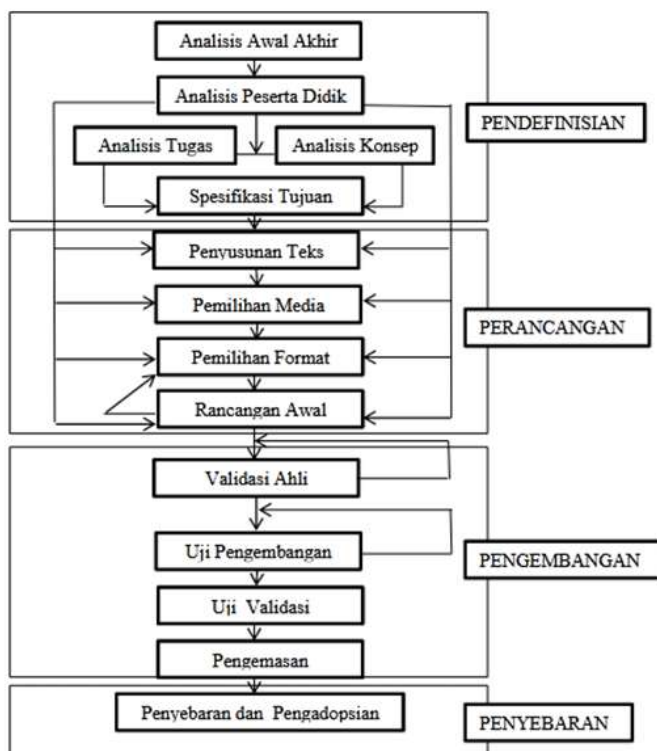 Analisis Awal Akhir
Analisis Peserta Didik
PENDEFINISIAN
Analisis Tugas
Analisis Konsep
Spesifikasi Tujuan
Penyusunan Teks
Pemilihan Media
PERANCANGAN
Pemilihan Format
Rancangan Awal
Validasi Ahli
Uji Pengembangan
PENGEMBANGAN
Uji Validasi
Pengemasan
Penyebaran dan Pengadopsian
PENYEBARAN